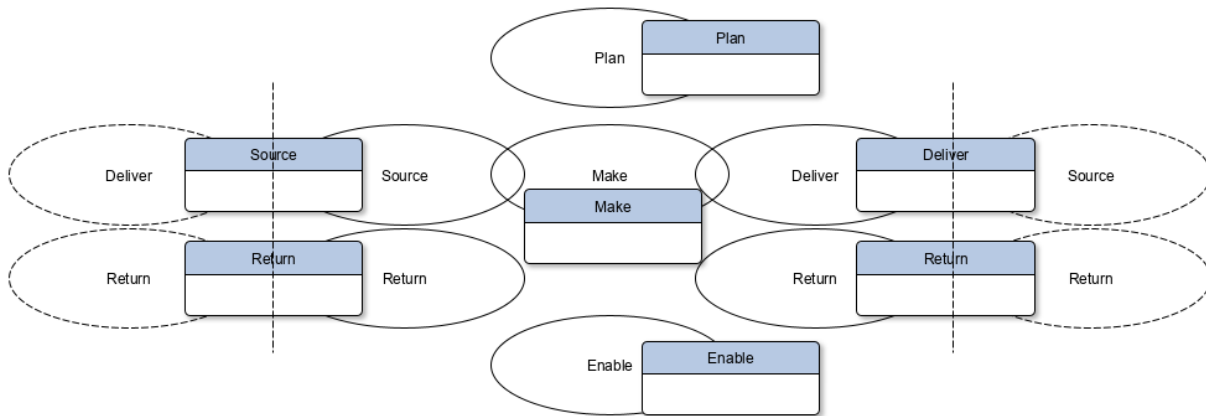 Plan
Plan
Source
Deliver
Deliver
Source
Make
Deliver
Source
Make
Return
Return
Return
Return
Return
Return
Enable
Enable